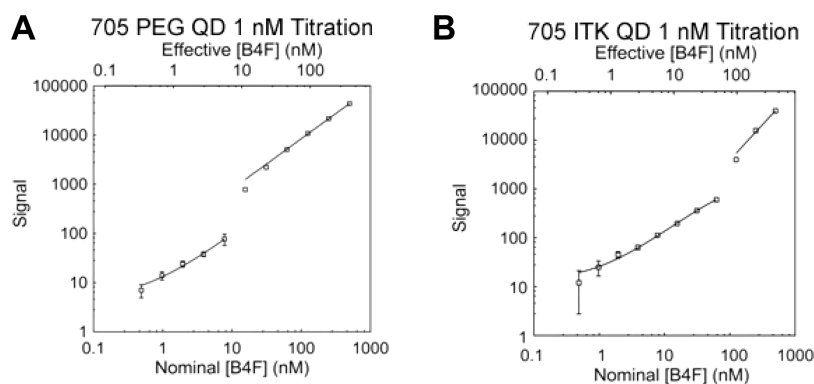 A
705 PEG QD 1 nM Titration
Effective [B4F] (nM)
0.1 1 10 100
100000
10000
1000
100
10
1
Signal
0.1 1 10 100 1000
Nominal [B4F] (nM)
B
705 ITK QD 1 nM Titration
Effective [B4F] (nM)
0.1 1 10 100
100000
10000
1000
100
10
1
Signal
0.1 1 10 100 1000
Nominal [B4F] (nM)